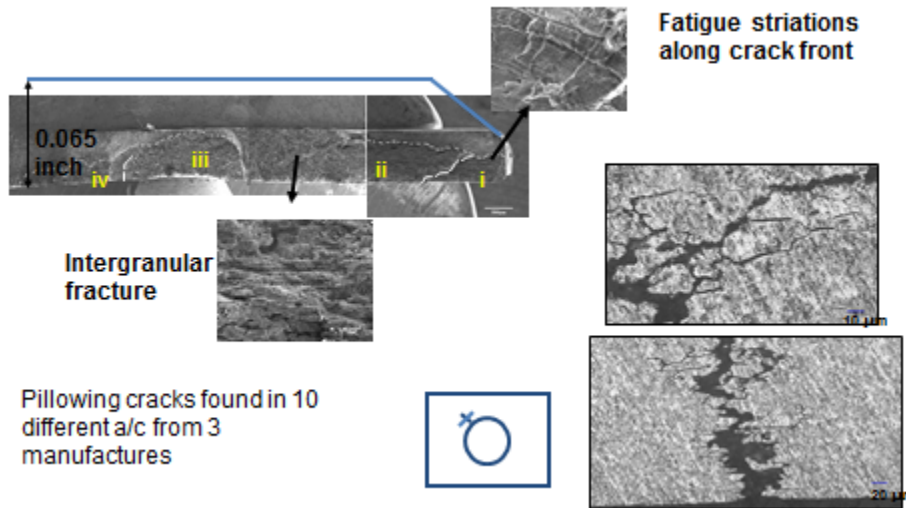 Fatigue striations
along crack front
0.065
inch
iv
iii
ii
i
Intergranular
fracture
10 µm
Pillowing cracks found in 10
different a/c from 3
manufactures
20 µm